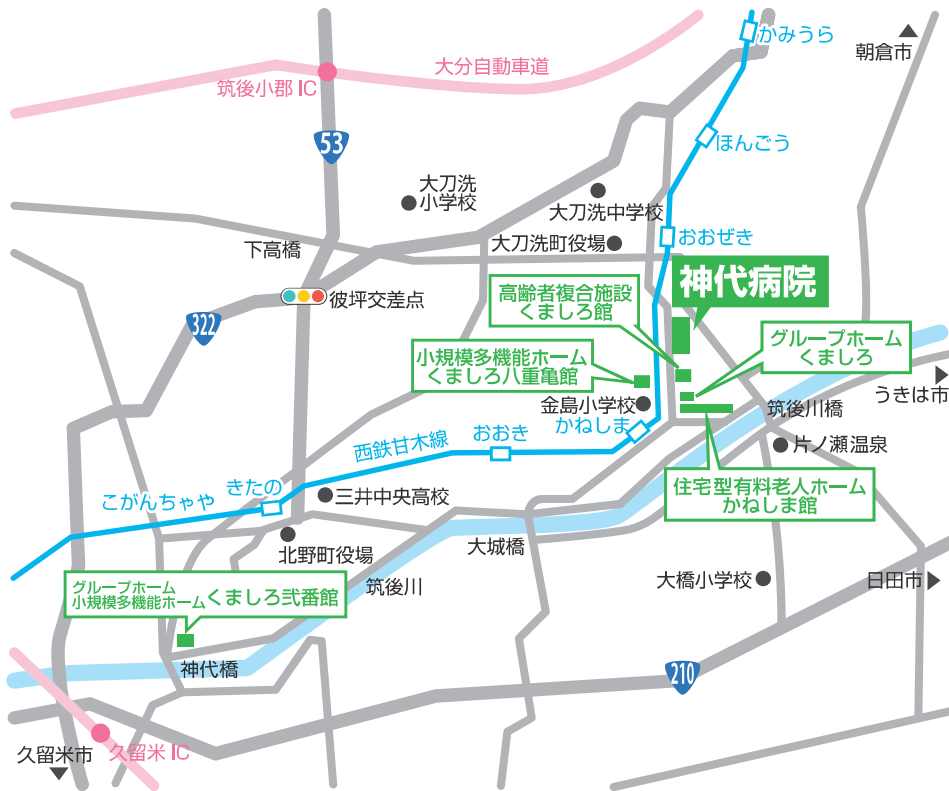 かみうら
朝倉市
大分自動車道
筑後小郡IC
53
ほんごう
大刀洗
小学校
大刀洗中学校
下高橋
大刀洗町役場
おおぜき
神代病院
高齢者複合施設
くましろ館
彼坪交差点
322
グループホーム
くましろ
小規模多機能ホーム
くましろ八重亀館
うきは市
金島小学校
筑後川橋
かねしま
おおき
西鉄甘木線
片ノ瀬温泉
きたの
こがんちゃや
三井中央高校
住宅型有料老人ホーム
かねしま館
北野町役場
大城橋
筑後川
大橋小学校
日田市
グループホーム
小規模多機能ホーム
くましろ弐番館
神代橋
210
久留米市
久留米IC